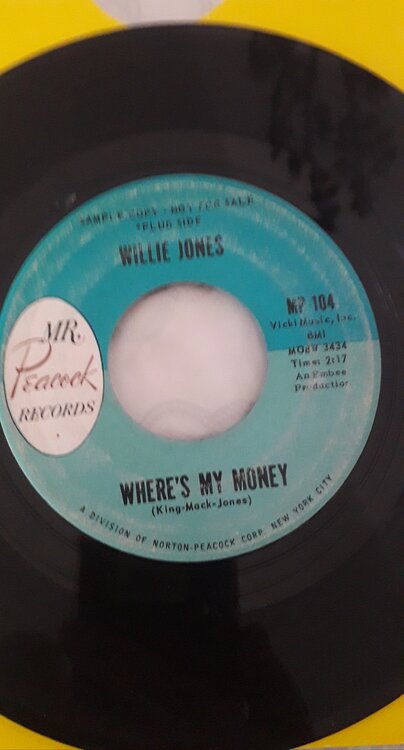 SAMPLE COPY - NOT FOR SALE
*PLUG SIDE
WILLIE JONES
MR.
Peacock
RECORDS
MP 104
Vicki Music, Inc.
BMI
MO8W 3434
Time: 2:17
An Embee
Production
WHERE'S MY MONEY
(King-Mack-Jones)
A DIVISION OF NORTON-PEACOCK CORP. NEW YORK CITY